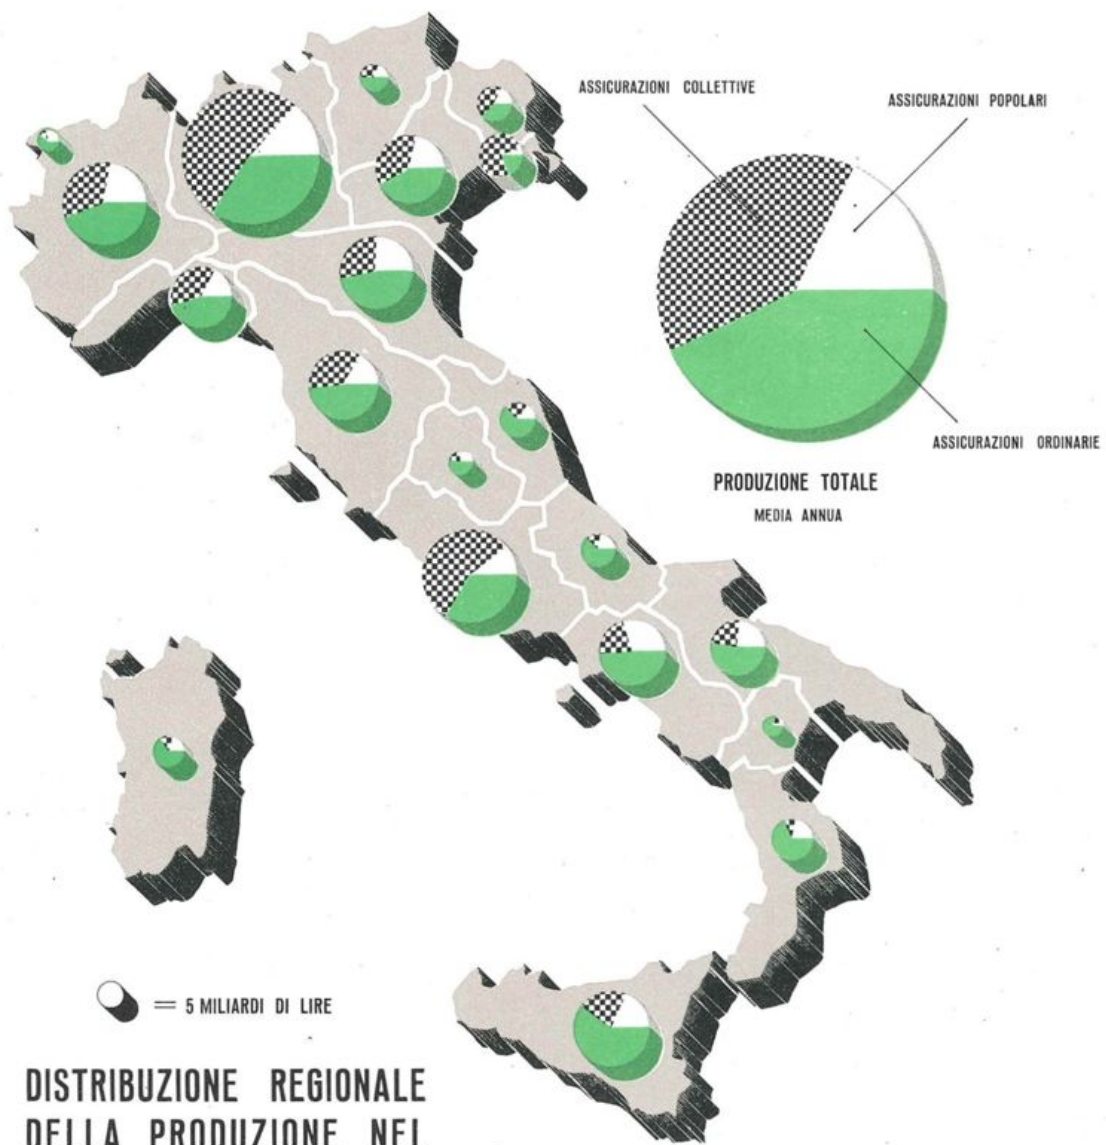 ASSICURAZIONI COLLETTIVE
ASSICURAZIONI POPOLARI
ASSICURAZIONI ORDINARIE
PRODUZIONE TOTALE
MEDIA ANNUA
= 5 MILIARDI DI LIRE
DISTRIBUZIONE REGIONALE
DELLA PRODUZIONE NEL